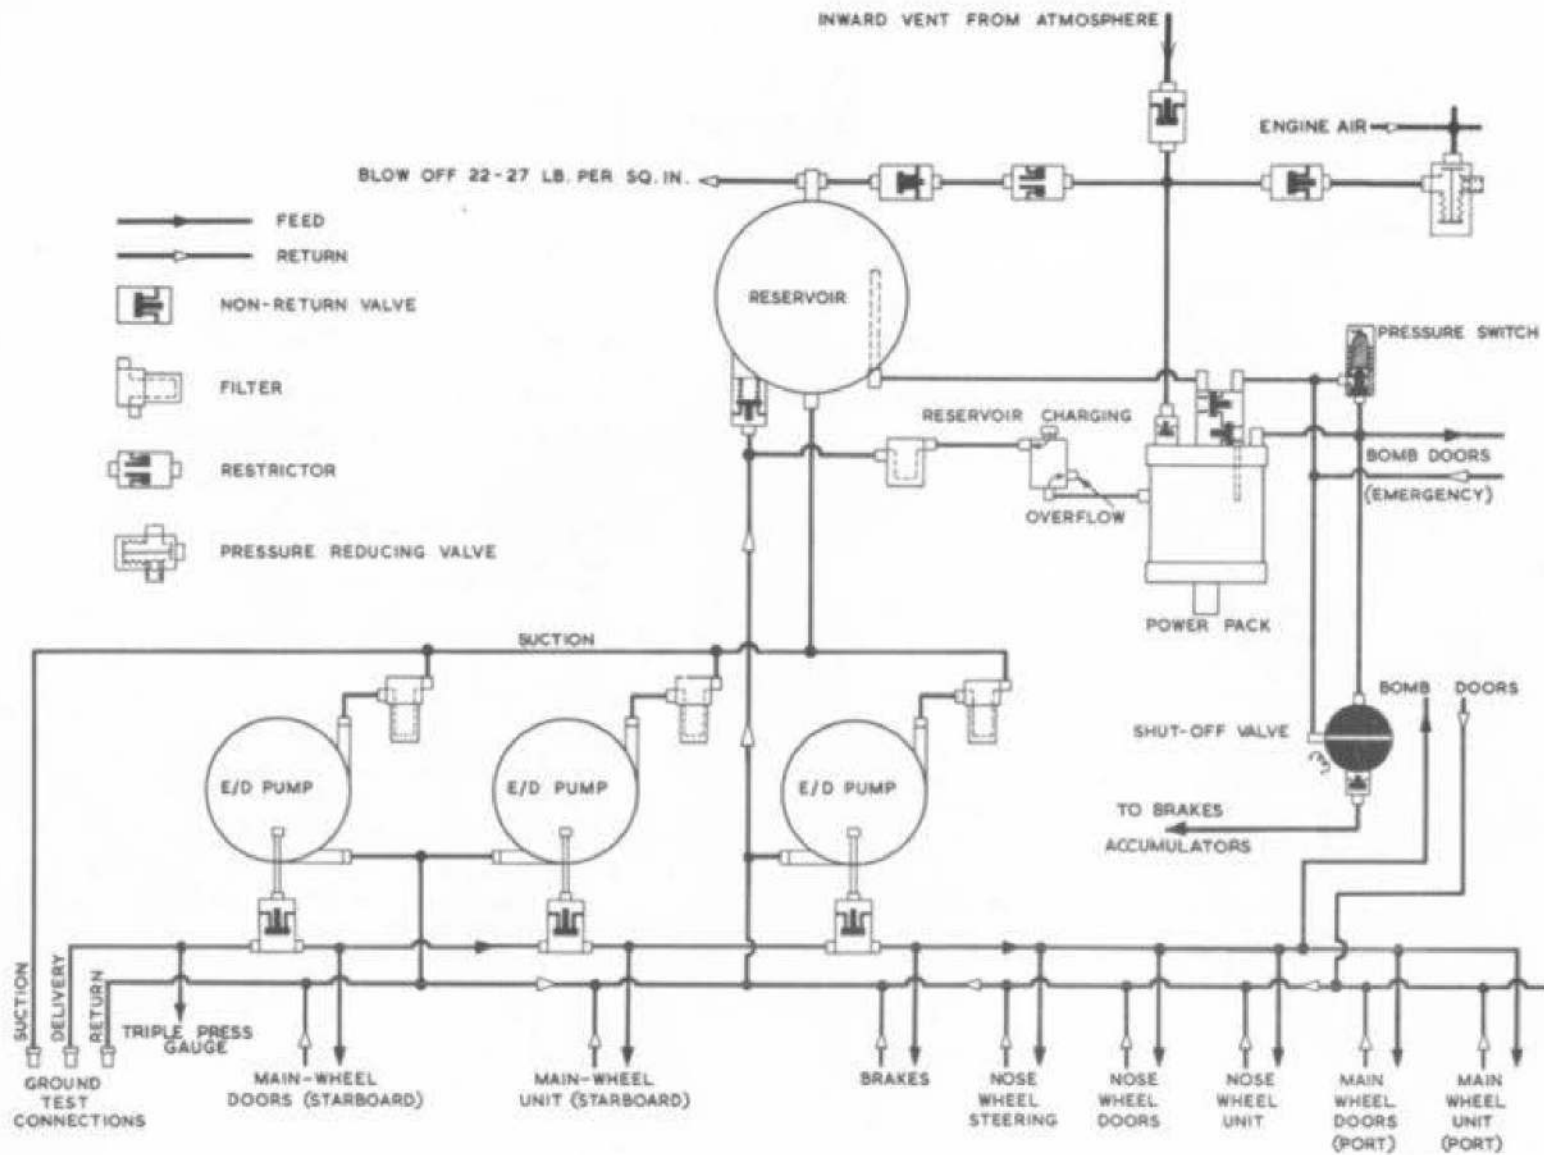 INWARD VENT FROM ATMOSPHERE
ENGINE AIR
BLOW OFF 22-27 LB. PER SQ. IN.
FEED
RETURN
NON-RETURN VALVE
FILTER
RESTRICTOR
PRESSURE REDUCING VALVE
RESERVOIR
PRESSURE SWITCH
RESERVOIR CHARGING
OVERFLOW
BOMB DOORS
(EMERGENCY)
POWER PACK
SUCTION
BOMB DOORS
SHUT-OFF VALVE
E/D PUMP
E/D PUMP
E/D PUMP
TO BRAKES
ACCUMULATORS
SUCTION
DELIVERY
RETURN
TRIPLE PRESS
GAUGE
GROUND
TEST
CONNECTIONS
MAIN-WHEEL
DOORS (STARBOARD)
MAIN-WHEEL
UNIT (STARBOARD)
BRAKES
NOSE
WHEEL
STEERING
NOSE
WHEEL
DOORS
NOSE
WHEEL
UNIT
MAIN
WHEEL
DOORS
(PORT)
MAIN
WHEEL
UNIT
(PORT)